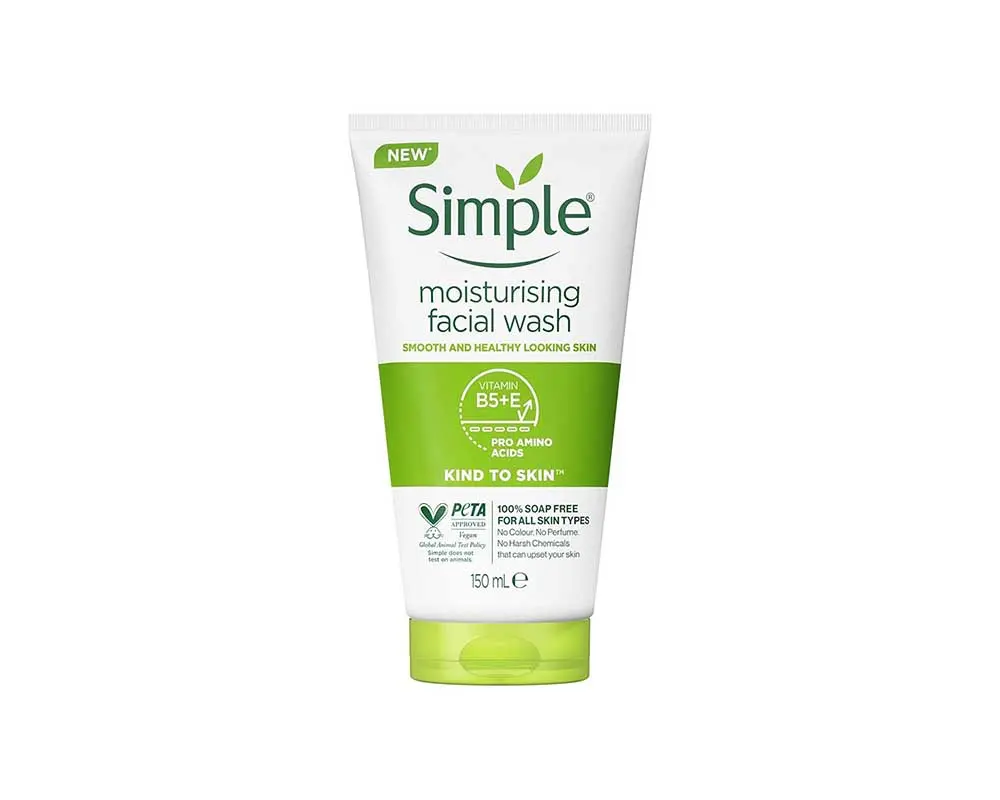 NEW*
Simple®
moisturising
facial wash
SMOOTH AND HEALTHY LOOKING SKIN
VITAMIN
B5+E
PRO AMINO
ACIDS
KIND TO SKIN™
PETA
APPROVED
Vegan
Global Animal Test Policy
Simple does not
test on animals.
100% SOAP FREE
FOR ALL SKIN TYPES
No Colour. No Perfume.
No Harsh Chemicals
that can upset your skin
150 mL ℮